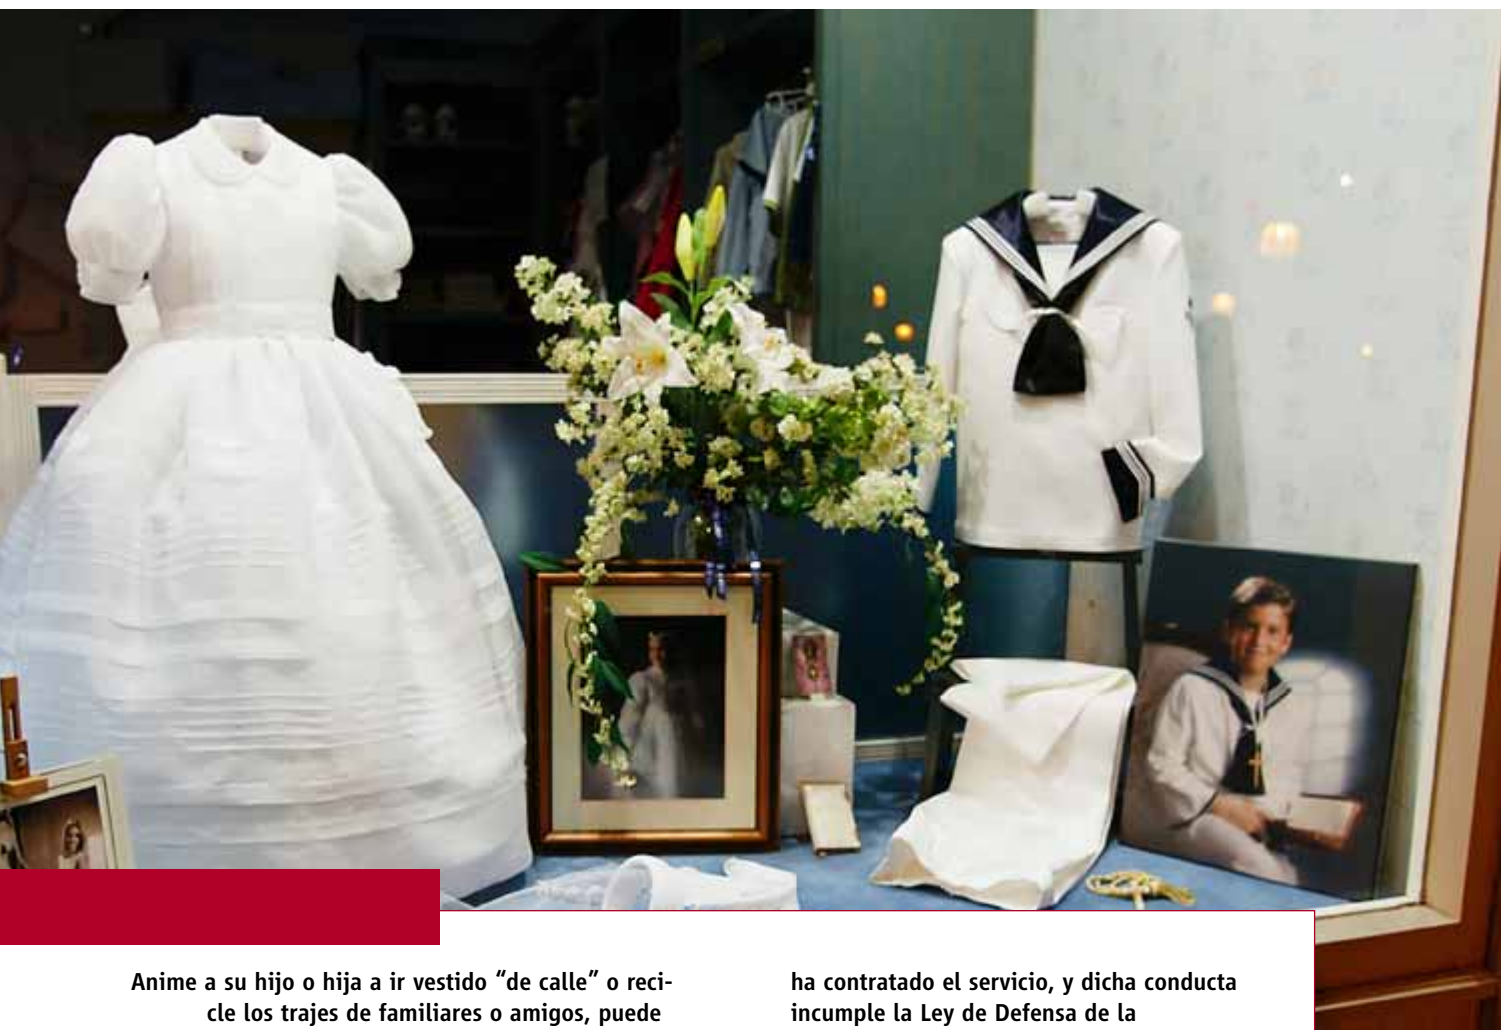 Anime a su hijo o hija a ir vestido “de calle” o reci-
cle los trajes de familiares o amigos, puede
ha contratado el servicio, y dicha conducta
incumple la Ley de Defensa de la